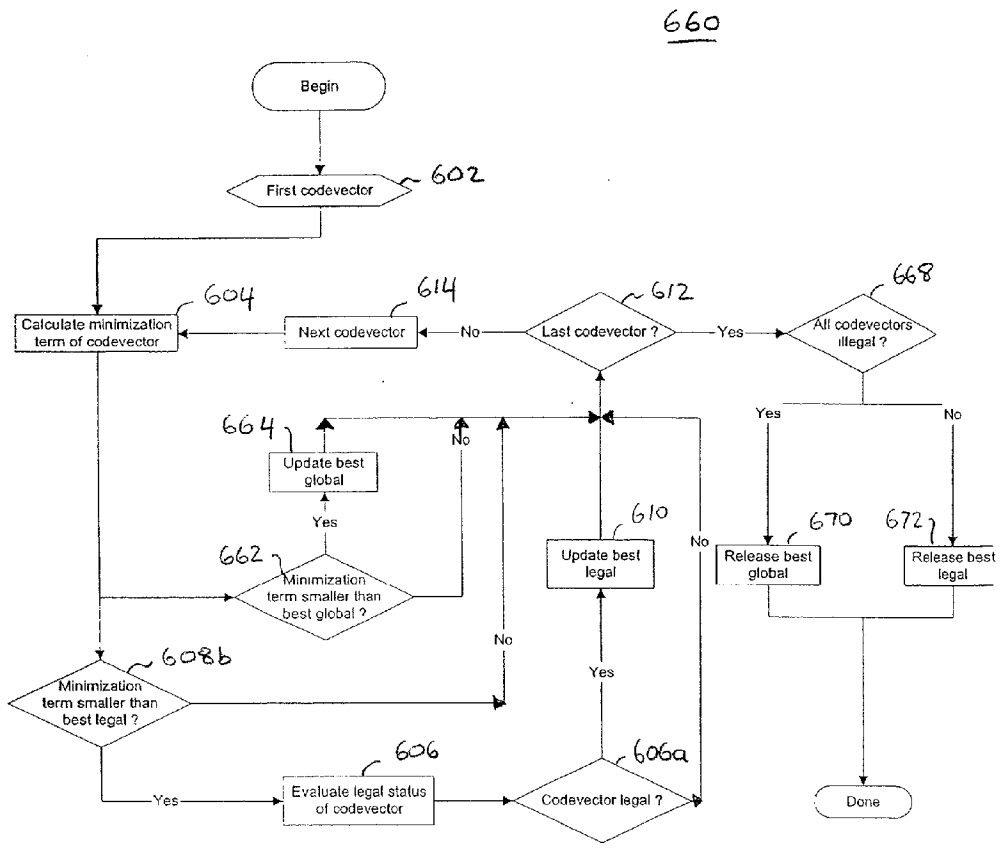 660
Begin
First codevector
602
604
614
612
668
Calculate minimization
term of codevector
Next codevector
No
Last codevector ?
Yes
All codevectors
illegal ?
664
No
Yes
No
Update best
global
Yes
610
No
670
672
662
Update best
legal
Release best
global
Release best
legal
Minimization
term smaller than
best global ?
No
608b
Yes
Minimization
term smaller than
best legal ?
606
606a
Yes
Evaluate legal status
of codevector
Codevector legal ?
Done